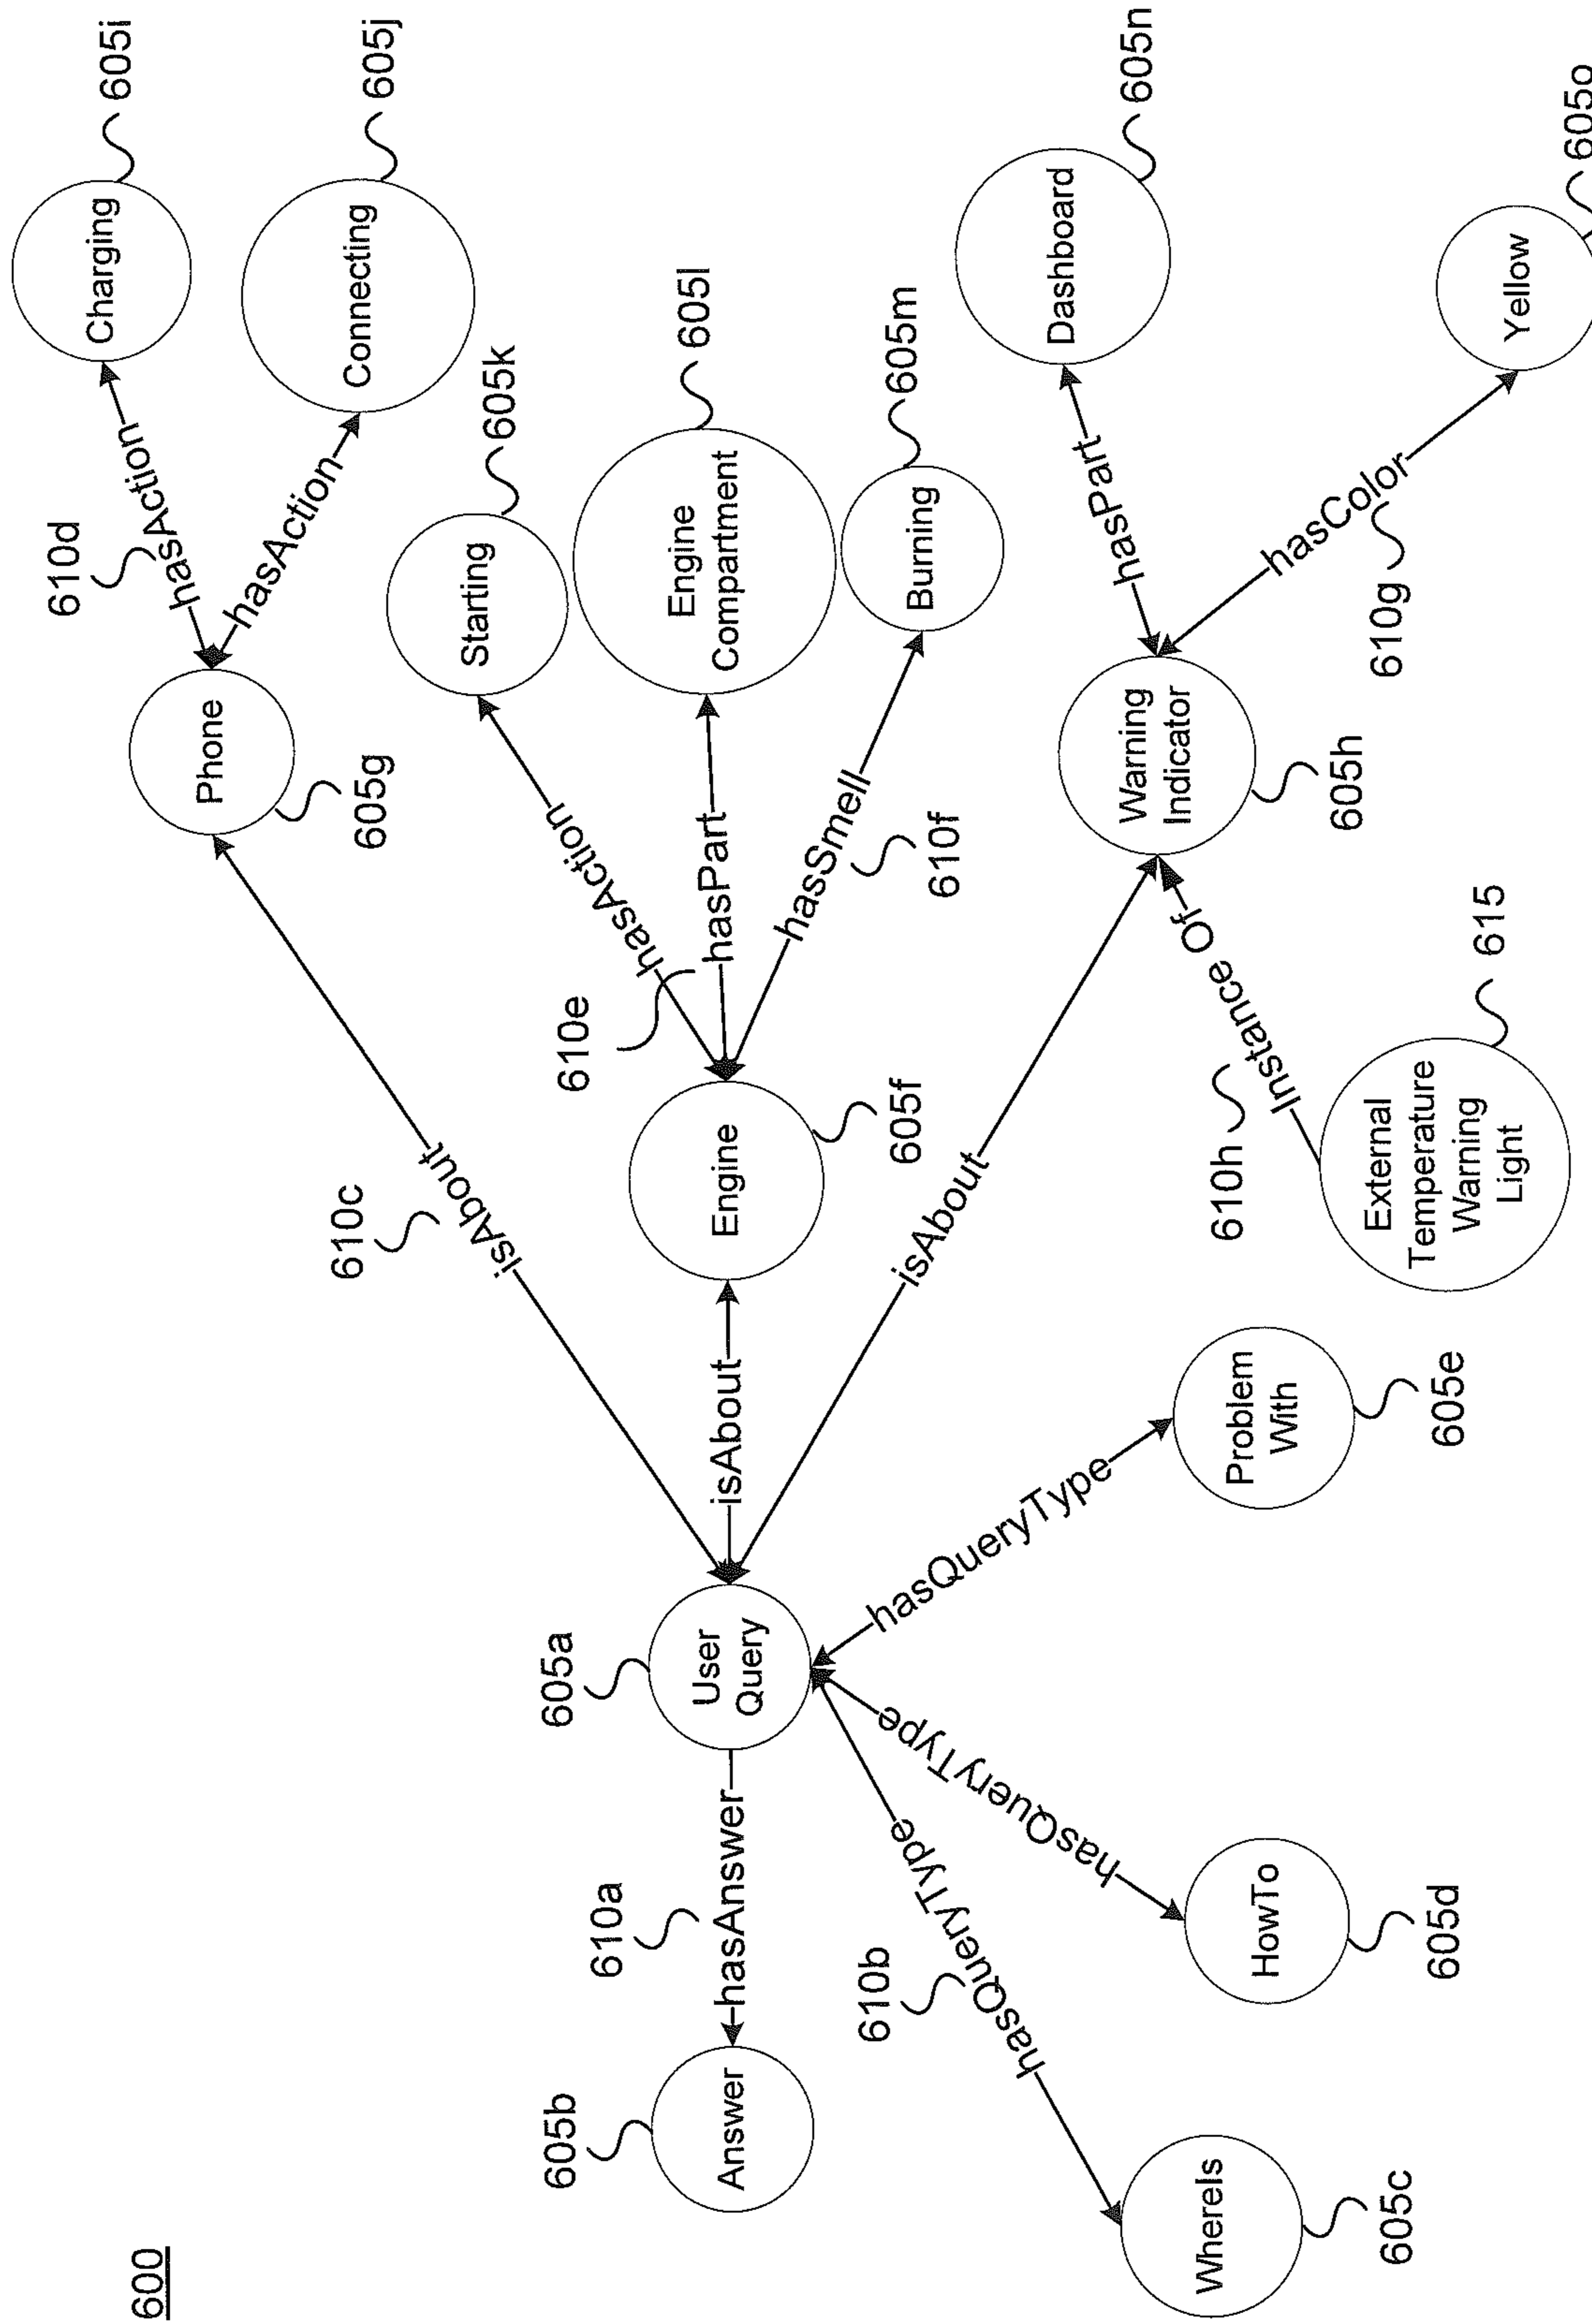 600
605b
Answer
610a
hasAnswer
605a
User
Query
610b
hasQueryType
WhereIs
605c
hasQueryType
HowTo
605d
hasQueryType
Problem
With
605e
610c
isAbout
Phone
605g
610d
hasAction
Charging
605i
hasAction
Connecting
605j
isAbout
Engine
605f
610e
hasAction
Starting
605k
hasPart
Engine
Compartment
605l
hasSmell
610f
Burning
605m
isAbout
Warning
Indicator
605h
610h
Instance Of
External
Temperature
Warning
Light
615
hasPart
Dashboard
605n
hasColor
610g
Yellow
605o